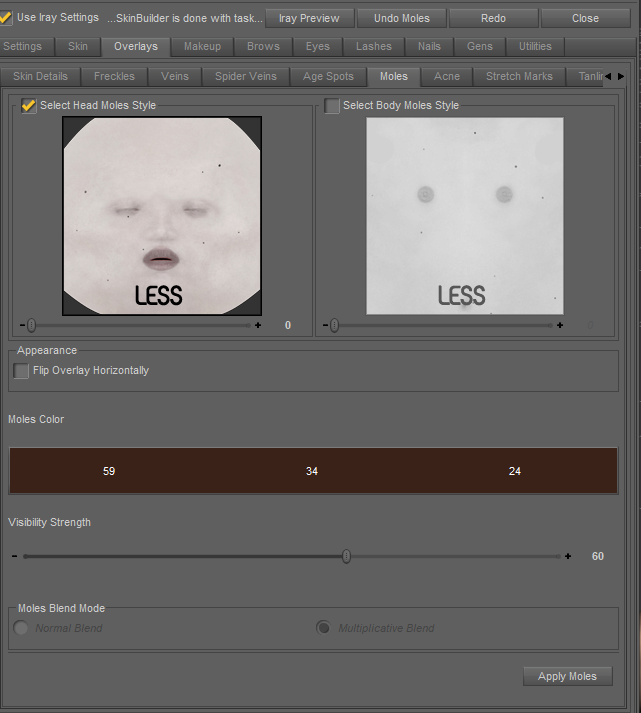 Use Iray Settings ...SkinBuilder is done with task... Iray Preview Undo Moles Redo Close
Settings Skin Overlays Makeup Brows Eyes Lashes Nails Gens Utilities
Skin Details Freckles Veins Spider Veins Age Spots Moles Acne Stretch Marks Tanli
Select Head Moles Style Select Body Moles Style
LESS LESS
- + 0 - + 0
Appearance
Flip Overlay Horizontally
Moles Color
59 34 24
Visibility Strength
- + 60
Moles Blend Mode
Normal Blend Multiplicative Blend
Apply Moles